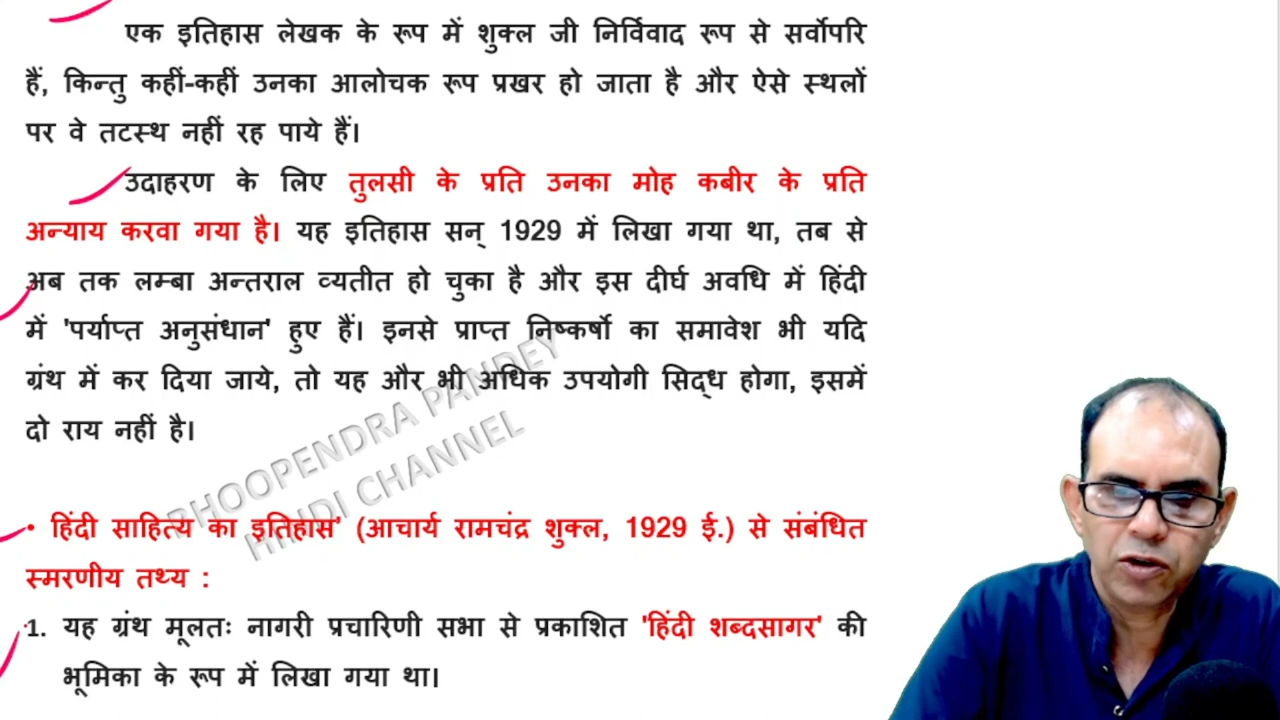 एक इतिहास लेखक के रूप में शुक्ल जी निर्विवाद रूप से सर्वोपरि
हैं, किन्तु कहीं-कहीं उनका आलोचक रूप प्रखर हो जाता है और ऐसे स्थलों
पर वे तटस्थ नहीं रह पाये हैं।
उदाहरण के लिए तुलसी के प्रति उनका मोह कबीर के प्रति
अन्याय करवा गया है। यह इतिहास सन् 1929 में लिखा गया था, तब से
अब तक लम्बा अन्तराल व्यतीत हो चुका है और इस दीर्घ अवधि में हिंदी
में 'पर्याप्त अनुसंधान' हुए हैं। इनसे प्राप्त निष्कर्षो का समावेश भी यदि
ग्रंथ में कर दिया जाये, तो यह और भी अधिक उपयोगी सिद्ध होगा, इसमें
दो राय नहीं है।
BHOOPENDRA PANDEY
HINDI CHANNEL
• हिंदी साहित्य का इतिहास' (आचार्य रामचंद्र शुक्ल, 1929 ई.) से संबंधित
स्मरणीय तथ्य :
1. यह ग्रंथ मूलतः नागरी प्रचारिणी सभा से प्रकाशित 'हिंदी शब्दसागर' की
भूमिका के रूप में लिखा गया था।